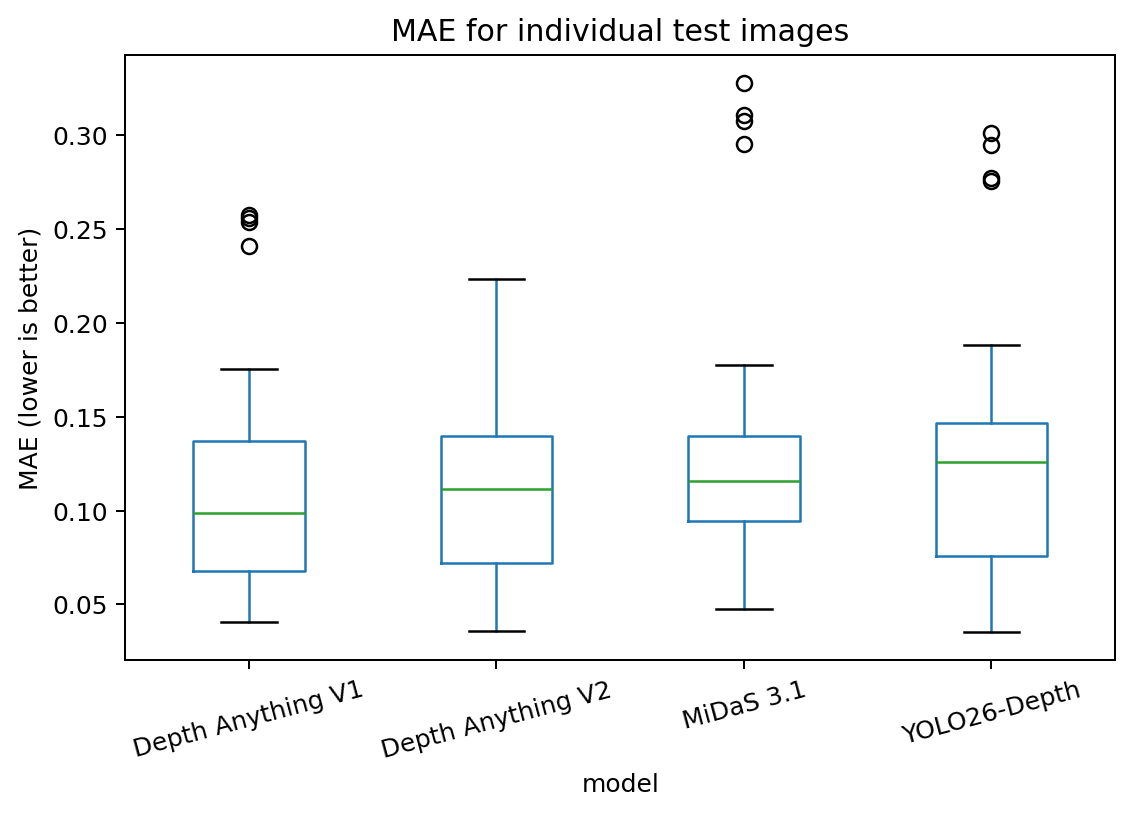 MAE for individual test images
MAE (lower is better)
0.30
0.25
0.20
0.15
0.10
0.05
Depth Anything V1
Depth Anything V2
MiDaS 3.1
YOLO26-Depth
model